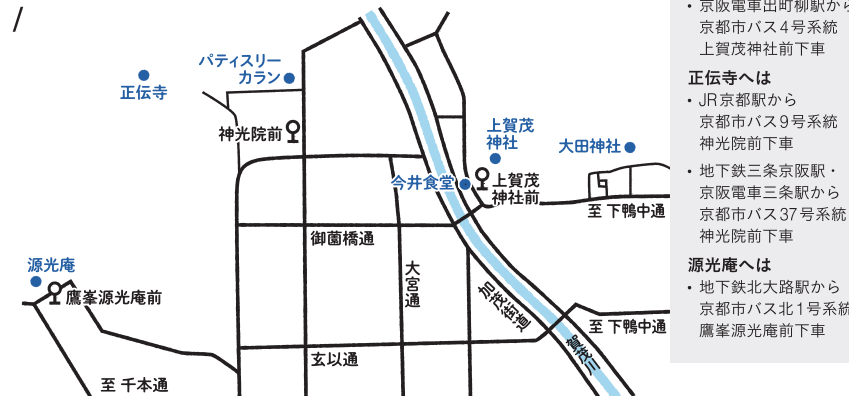 パティスリー
カラン
正伝寺
神光院前
上賀茂
神社
大田神社
今井食堂
上賀茂
神社前
至 下鴨中通
御薗橋通
源光庵
鷹峯源光庵前
大宮通
加茂街道
至 下鴨中通
賀茂川
玄以通
至 千本通
・京阪電車出町柳駅から
京都市バス4号系統
上賀茂神社前下車
正伝寺へは
・JR京都駅から
京都市バス9号系統
神光院前下車
・地下鉄三条京阪駅・
京阪電車三条駅から
京都市バス37号系統
神光院前下車
源光庵へは
・地下鉄北大路駅から
京都市バス北1号系統
鷹峯源光庵前下車